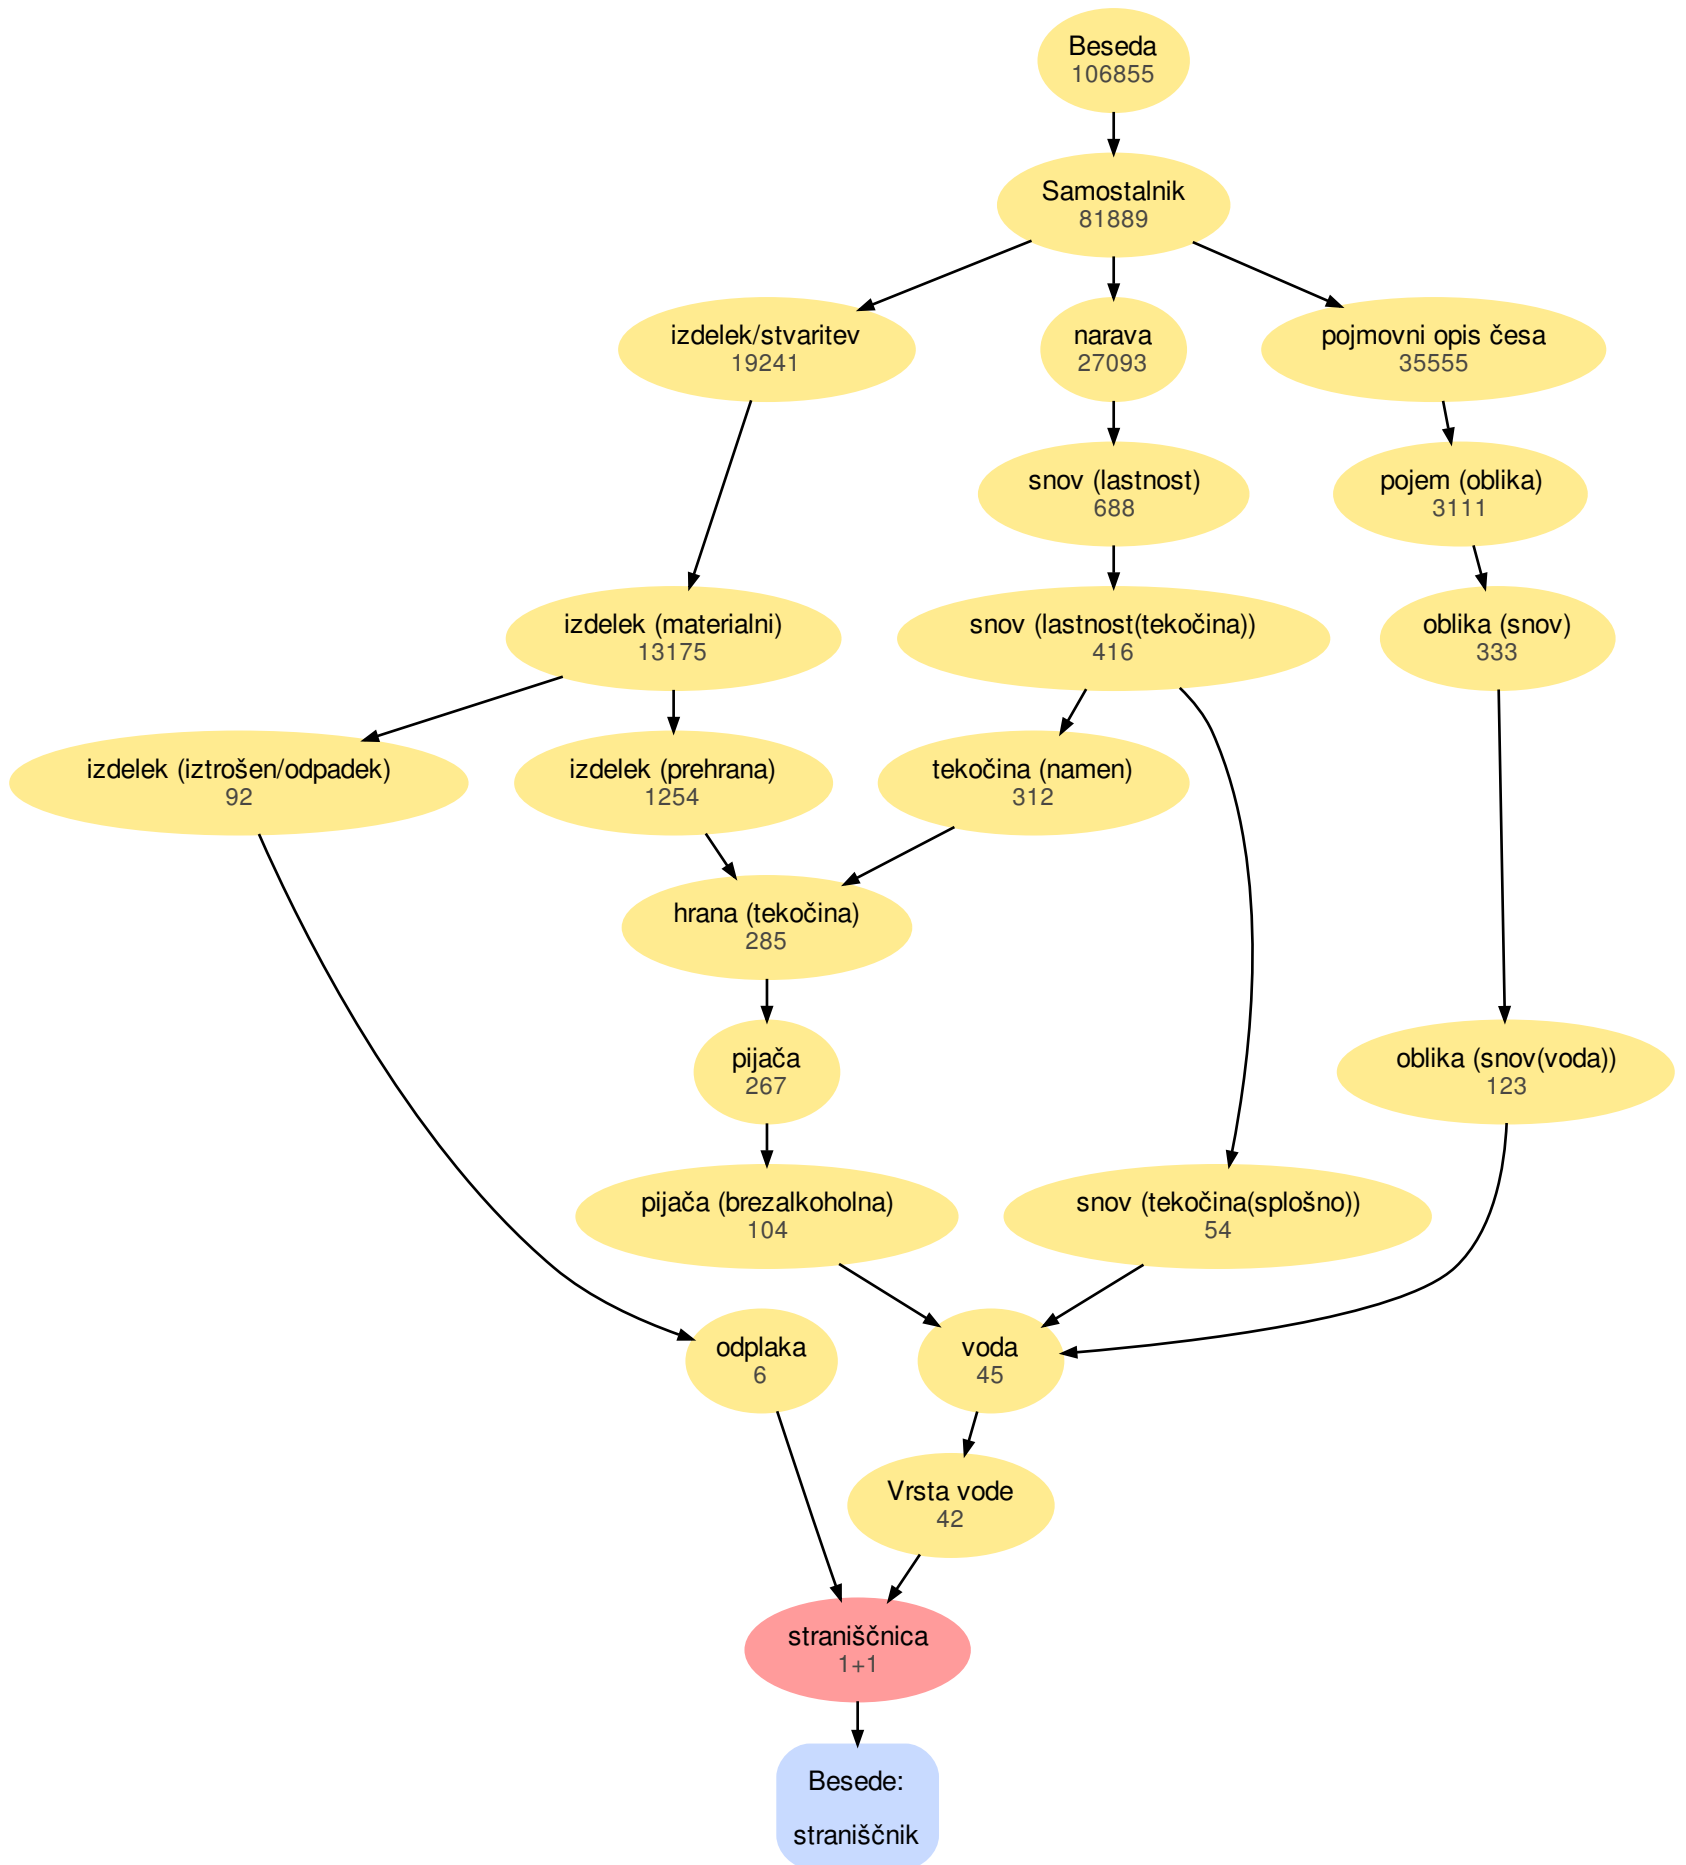 Beseda
106855
Samostalnik
81889
izdelek/stvaritev
19241
narava
27093
pojmovni opis česa
35555
snov (lastnost)
688
pojem (oblika)
3111
izdelek (materialni)
13175
snov (lastnost(tekočina))
416
oblika (snov)
333
izdelek (iztrošen/odpadek)
92
izdelek (prehrana)
1254
tekočina (namen)
312
hrana (tekočina)
285
pijača
267
oblika (snov(voda))
123
pijača (brezalkoholna)
104
snov (tekočina(splošno))
54
odplaka
6
voda
45
Vrsta vode
42
straniščnica
1+1
Besede:
straniščnik